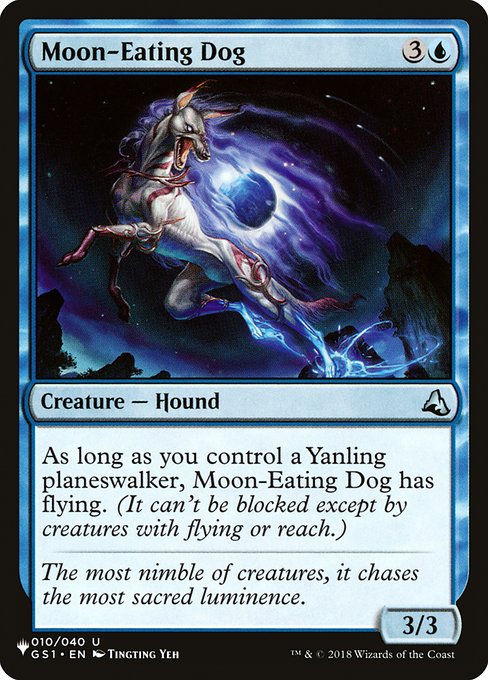 Moon-Eating Dog 3
Creature — Hound
As long as you control a Yanling
planeswalker, Moon-Eating Dog has
flying. (It can't be blocked except by
creatures with flying or reach.)
The most nimble of creatures, it chases
the most sacred luminence.
3/3
010/040 U
GS1 • EN Tingting Yeh
™ & © 2018 Wizards of the Coast